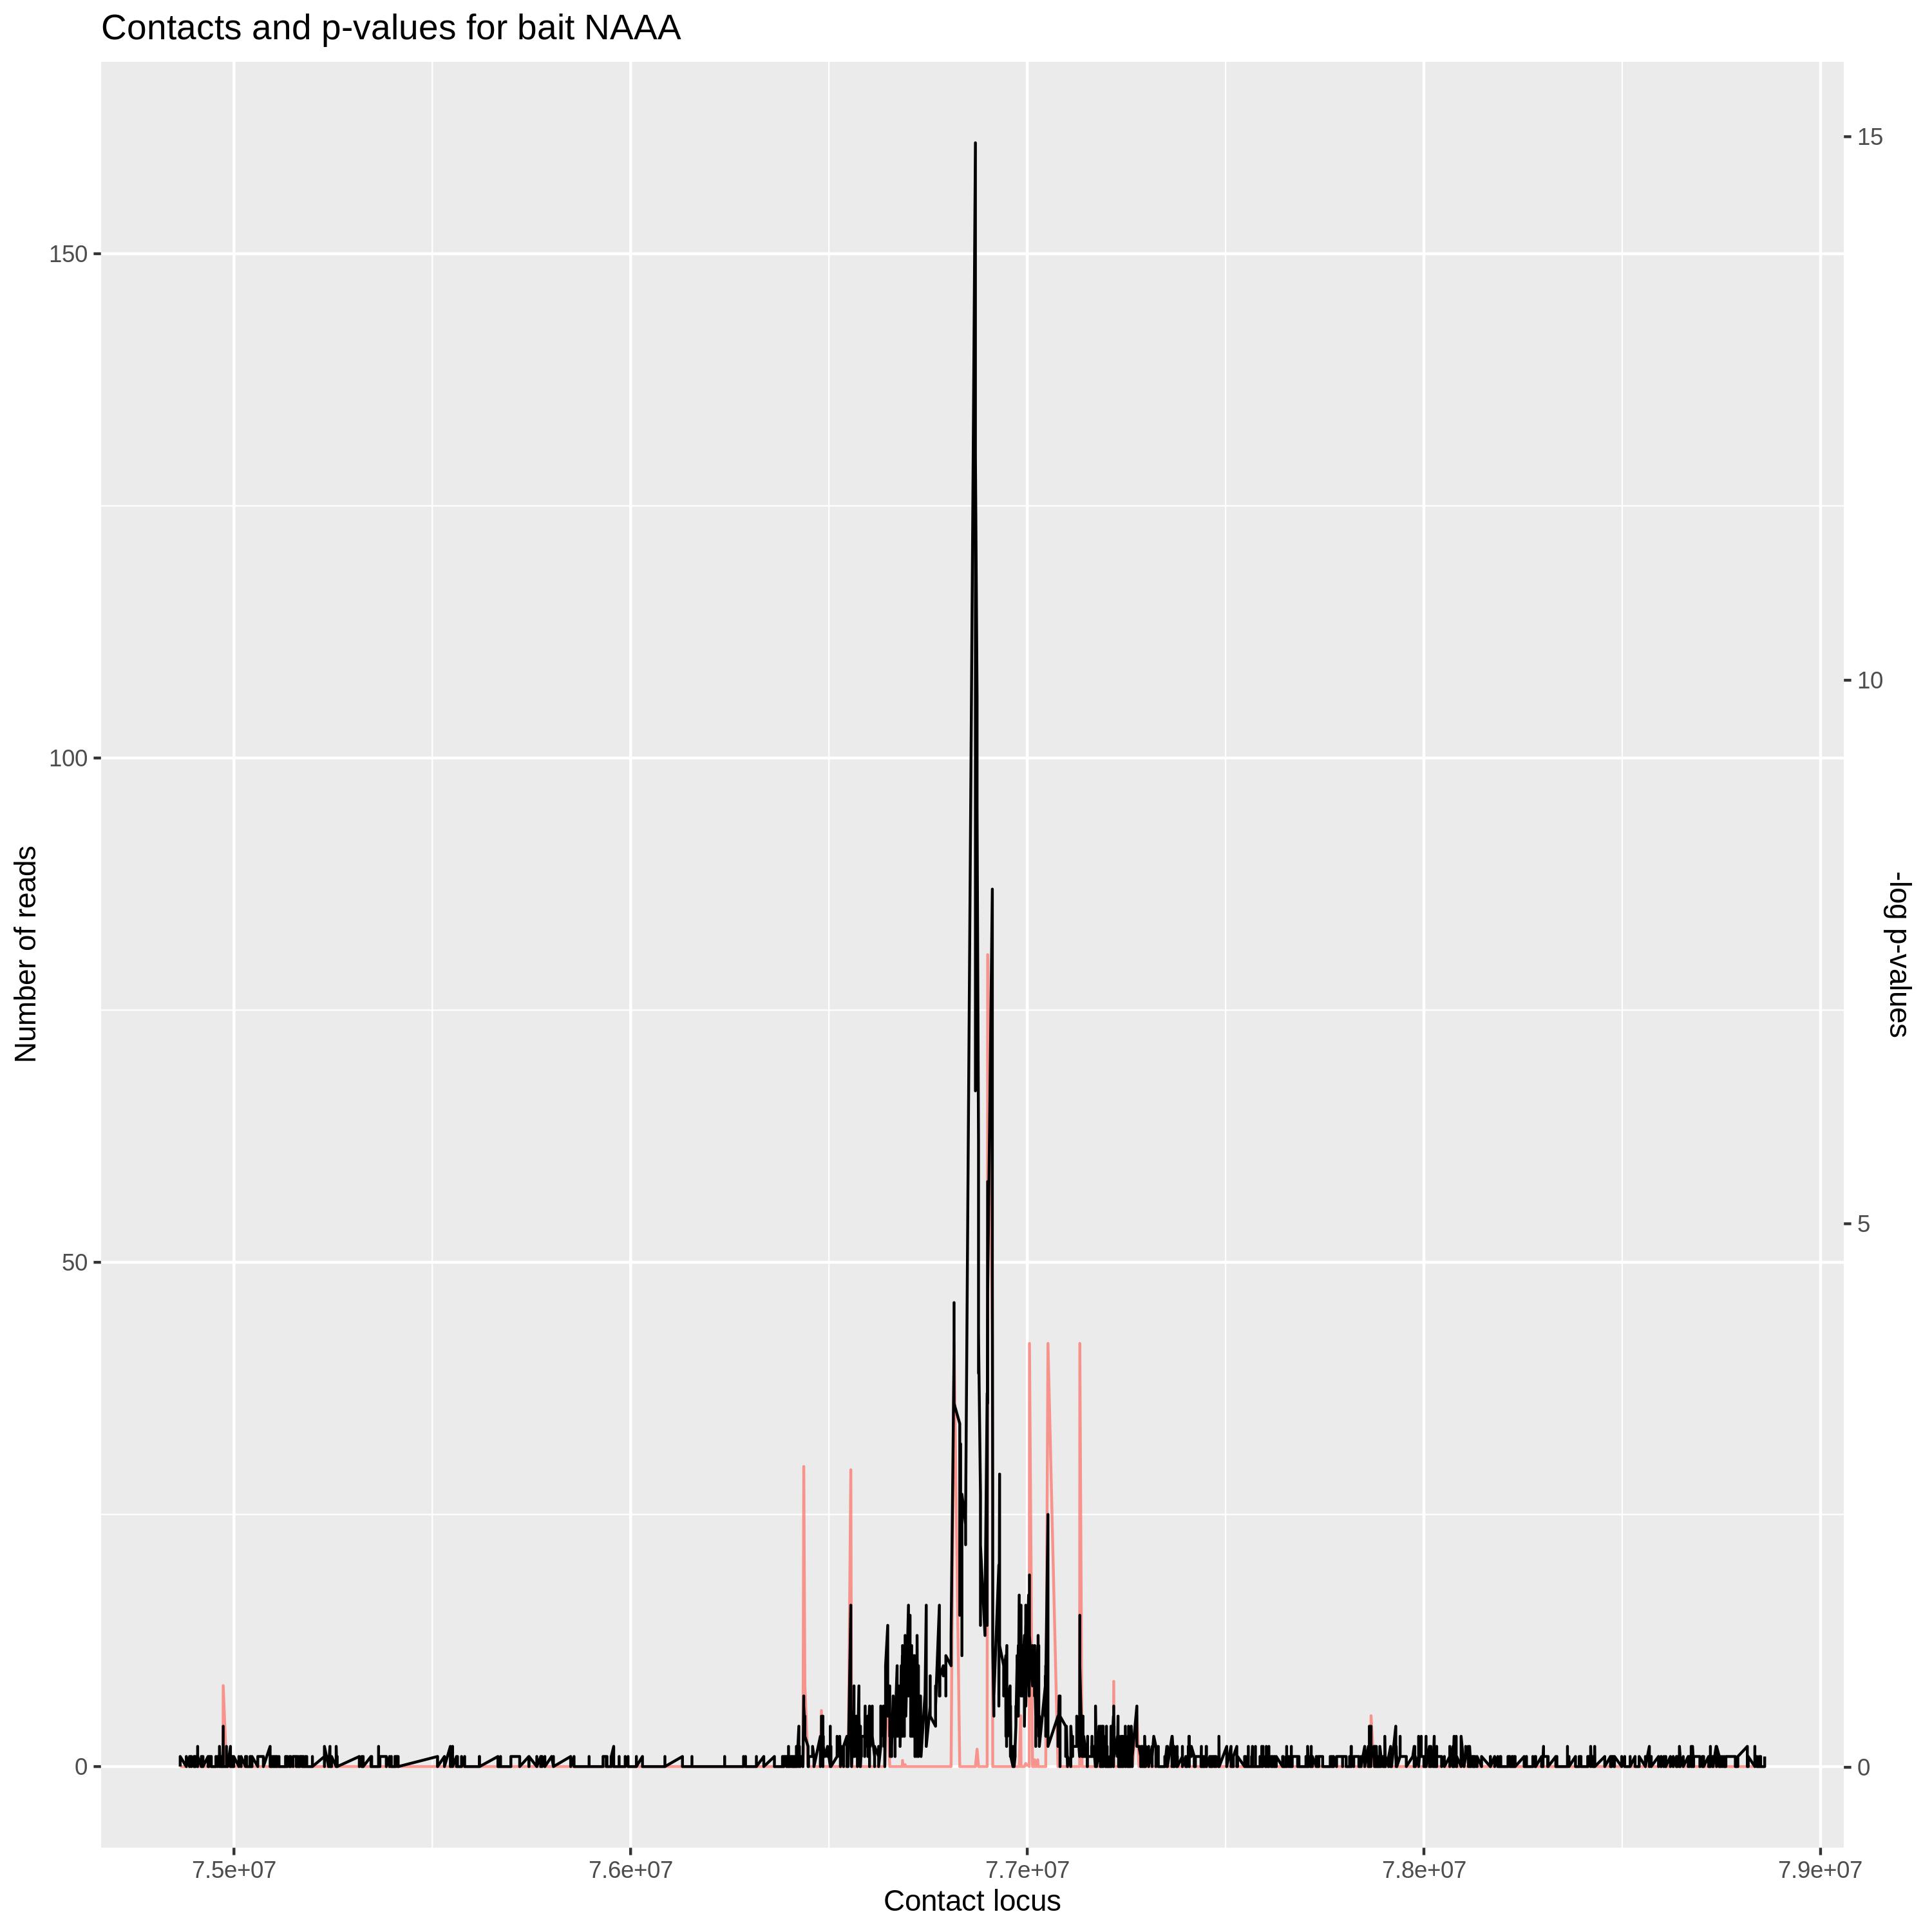 Contacts and p-values for bait NAAA
150
100
50
0
Number of reads
15
10
5
0
-log p-values
7.5e+07
7.6e+07
7.7e+07
7.8e+07
7.9e+07
Contact locus